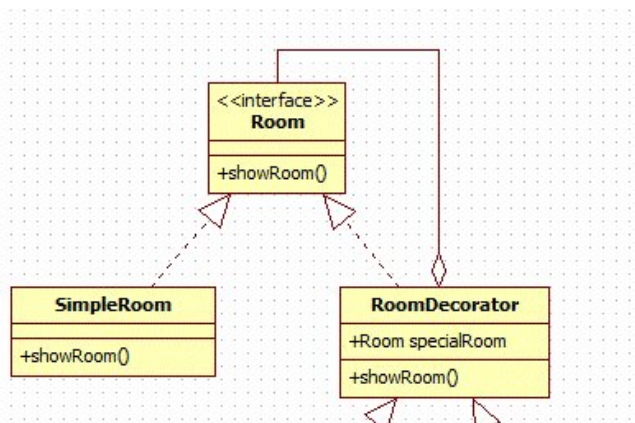 <<interface>>
Room
+showRoom()
SimpleRoom
+showRoom()
RoomDecorator
+Room specialRoom
+showRoom()